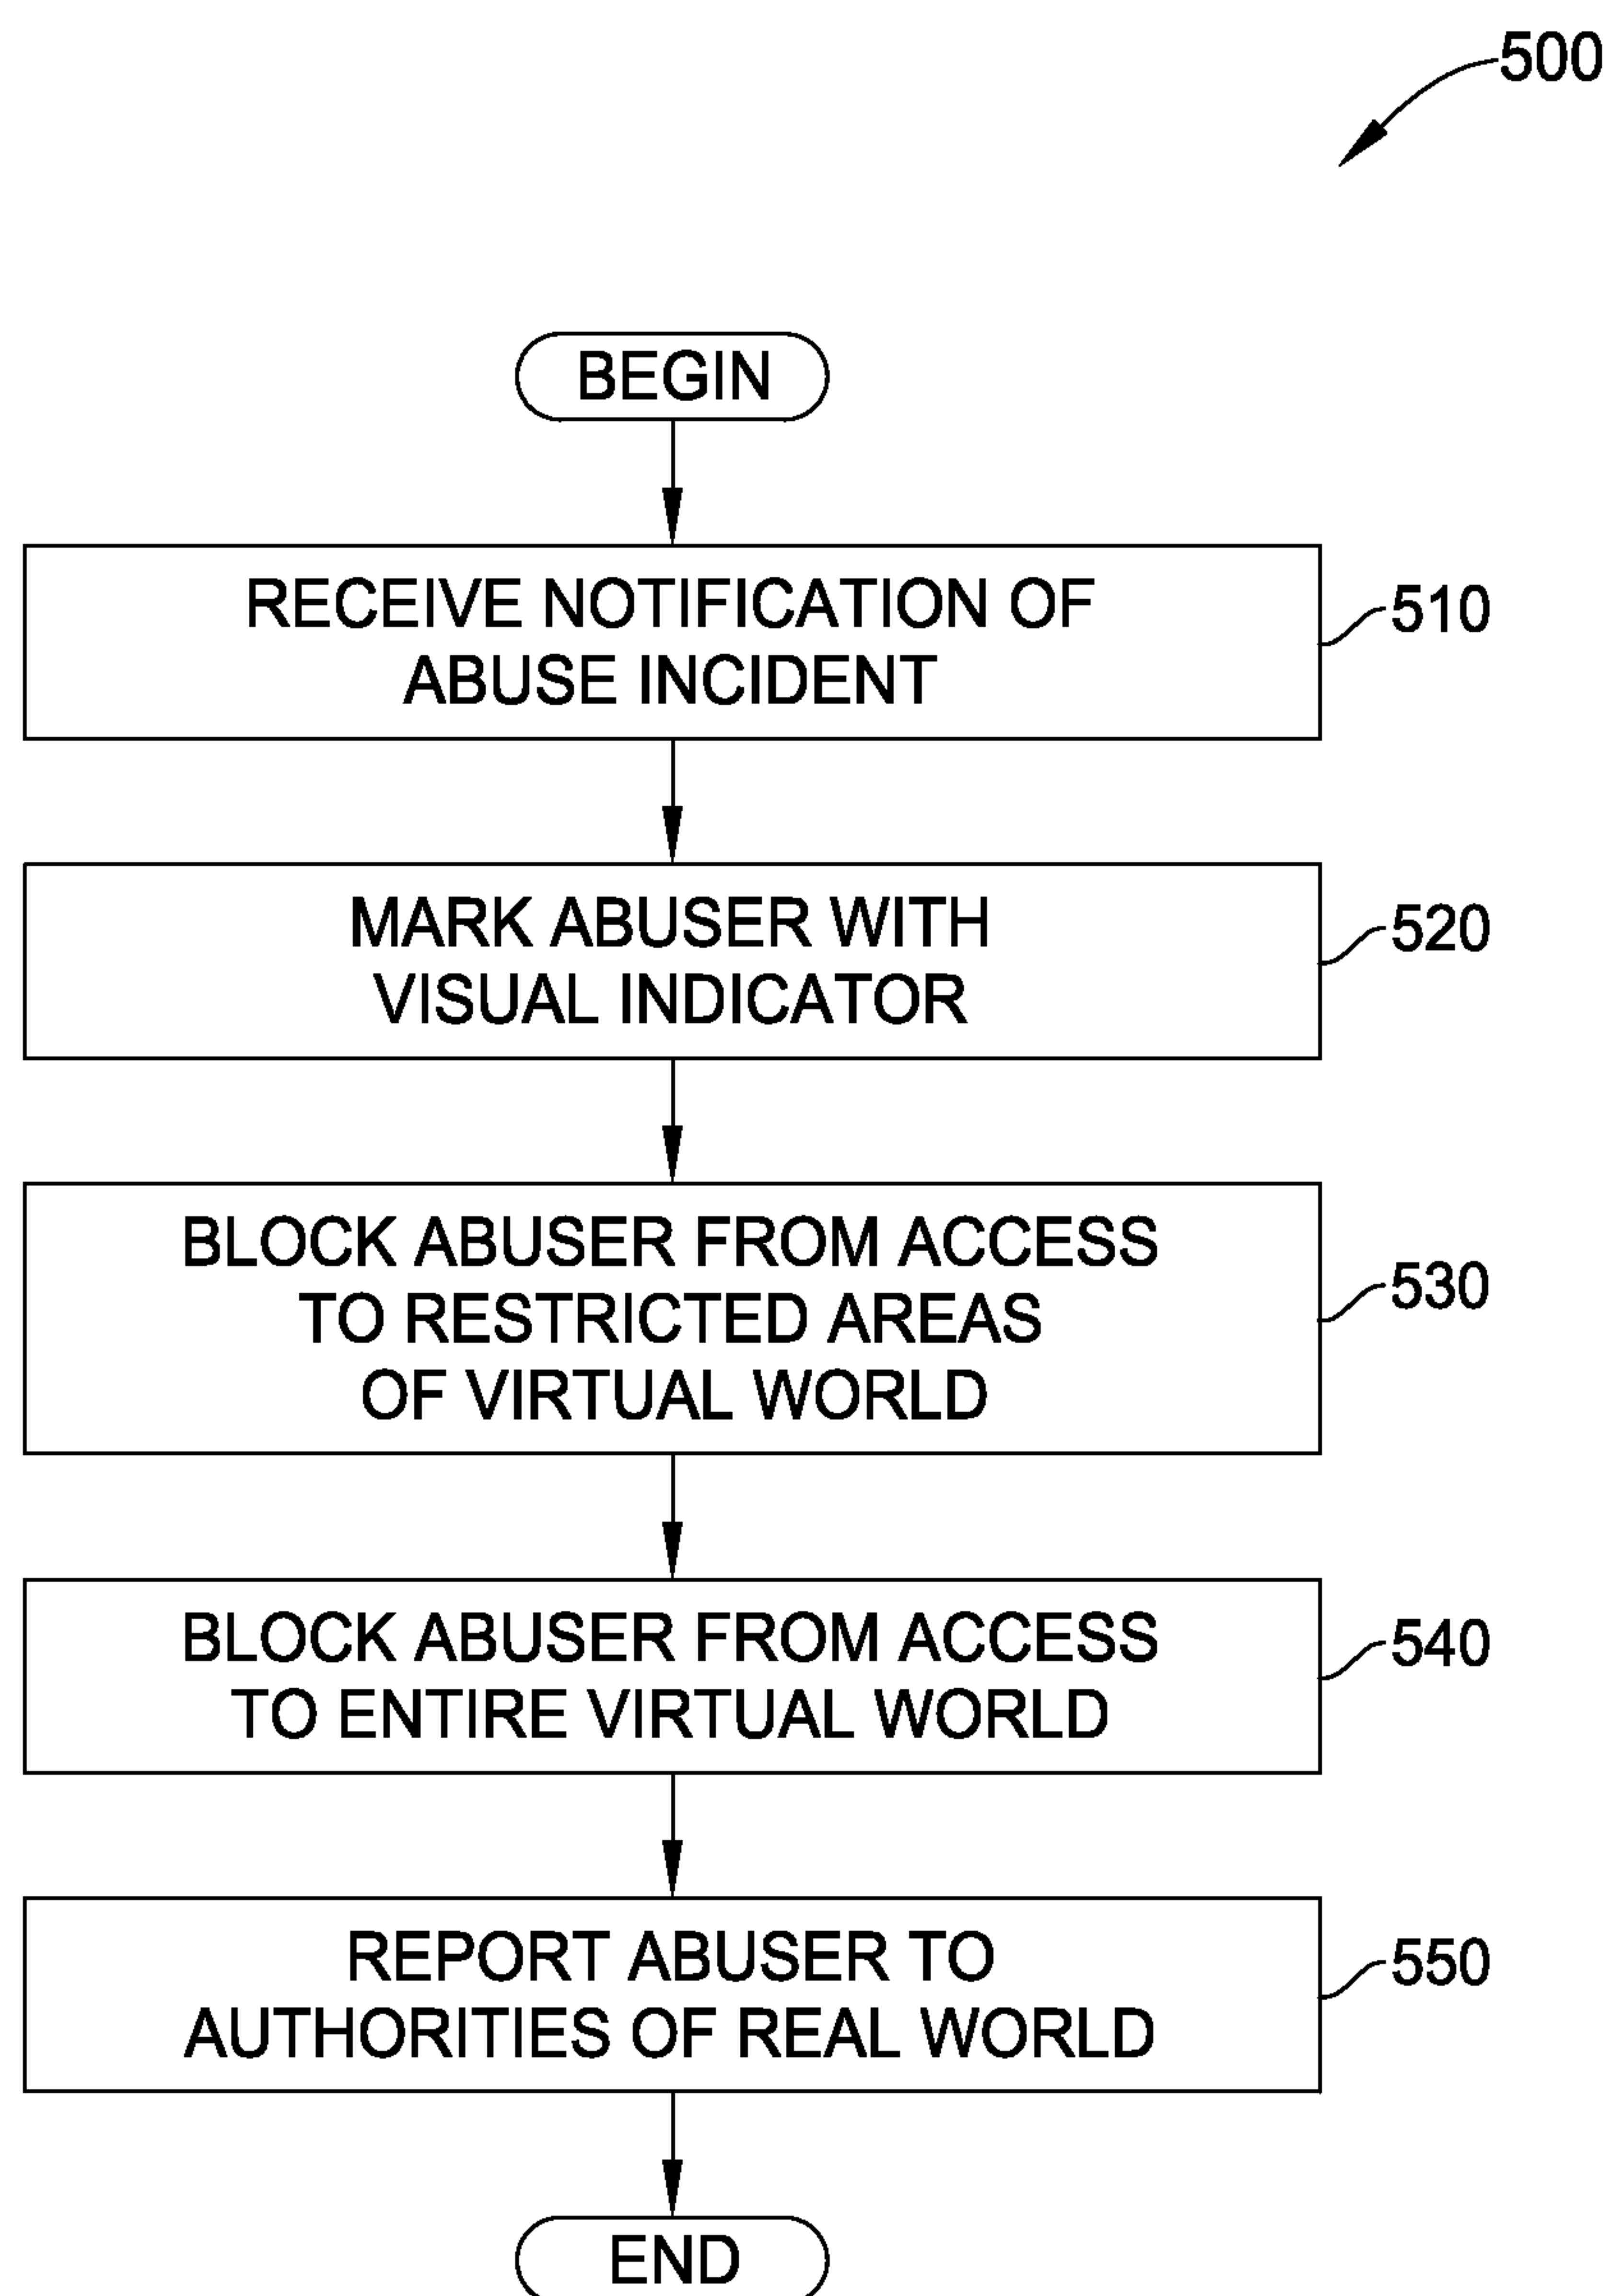 500
BEGIN
RECEIVE NOTIFICATION OF
ABUSE INCIDENT
510
MARK ABUSER WITH
VISUAL INDICATOR
520
BLOCK ABUSER FROM ACCESS
TO RESTRICTED AREAS
OF VIRTUAL WORLD
530
BLOCK ABUSER FROM ACCESS
TO ENTIRE VIRTUAL WORLD
540
REPORT ABUSER TO
AUTHORITIES OF REAL WORLD
550
END